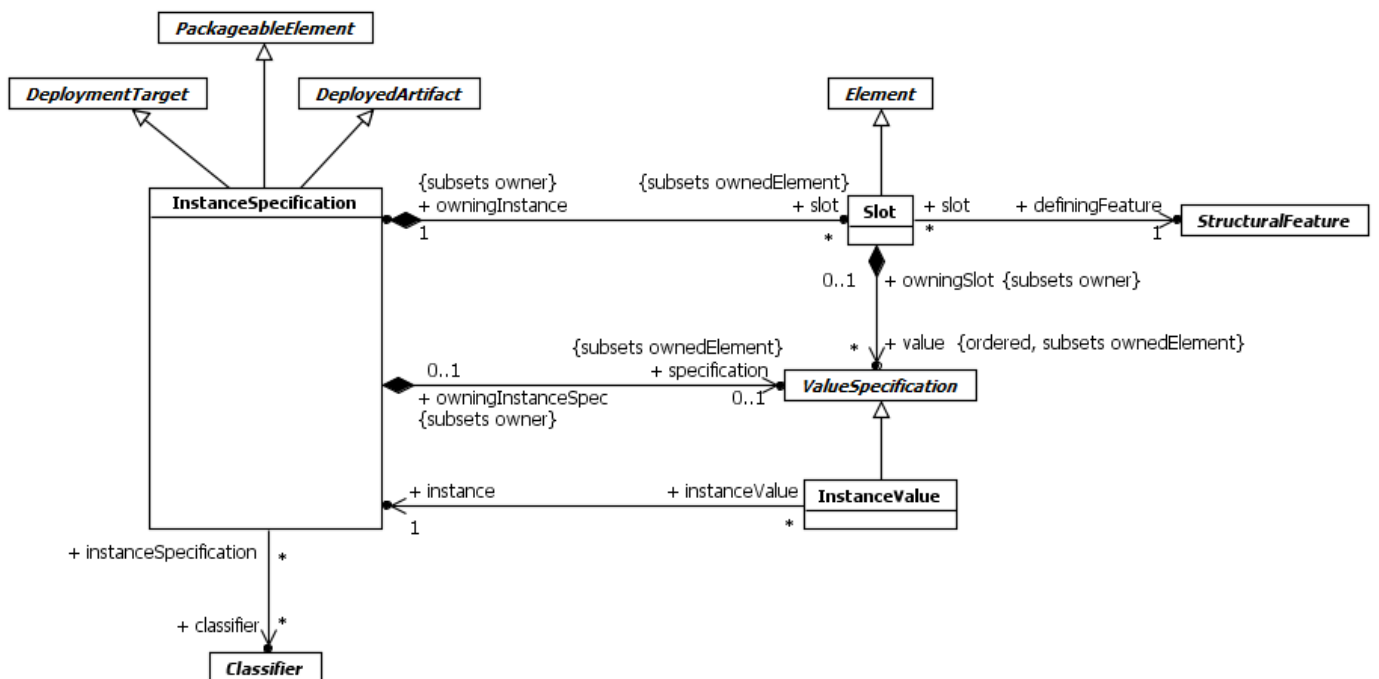 PackageableElement
DeploymentTarget
DeployedArtifact
Element
{subsets owner}
{subsets ownedElement}
InstanceSpecification
+ owningInstance
+ slot
Slot
+ slot
+ definingFeature
StructuralFeature
1
*
*
1
0..1
+ owningSlot {subsets owner}
{subsets ownedElement}
*
+ value {ordered, subsets ownedElement}
0..1
+ specification
ValueSpecification
+ owningInstanceSpec
0..1
{subsets owner}
+ instance
+ instanceValue
InstanceValue
1
*
+ instanceSpecification
*
+ classifier
*
Classifier